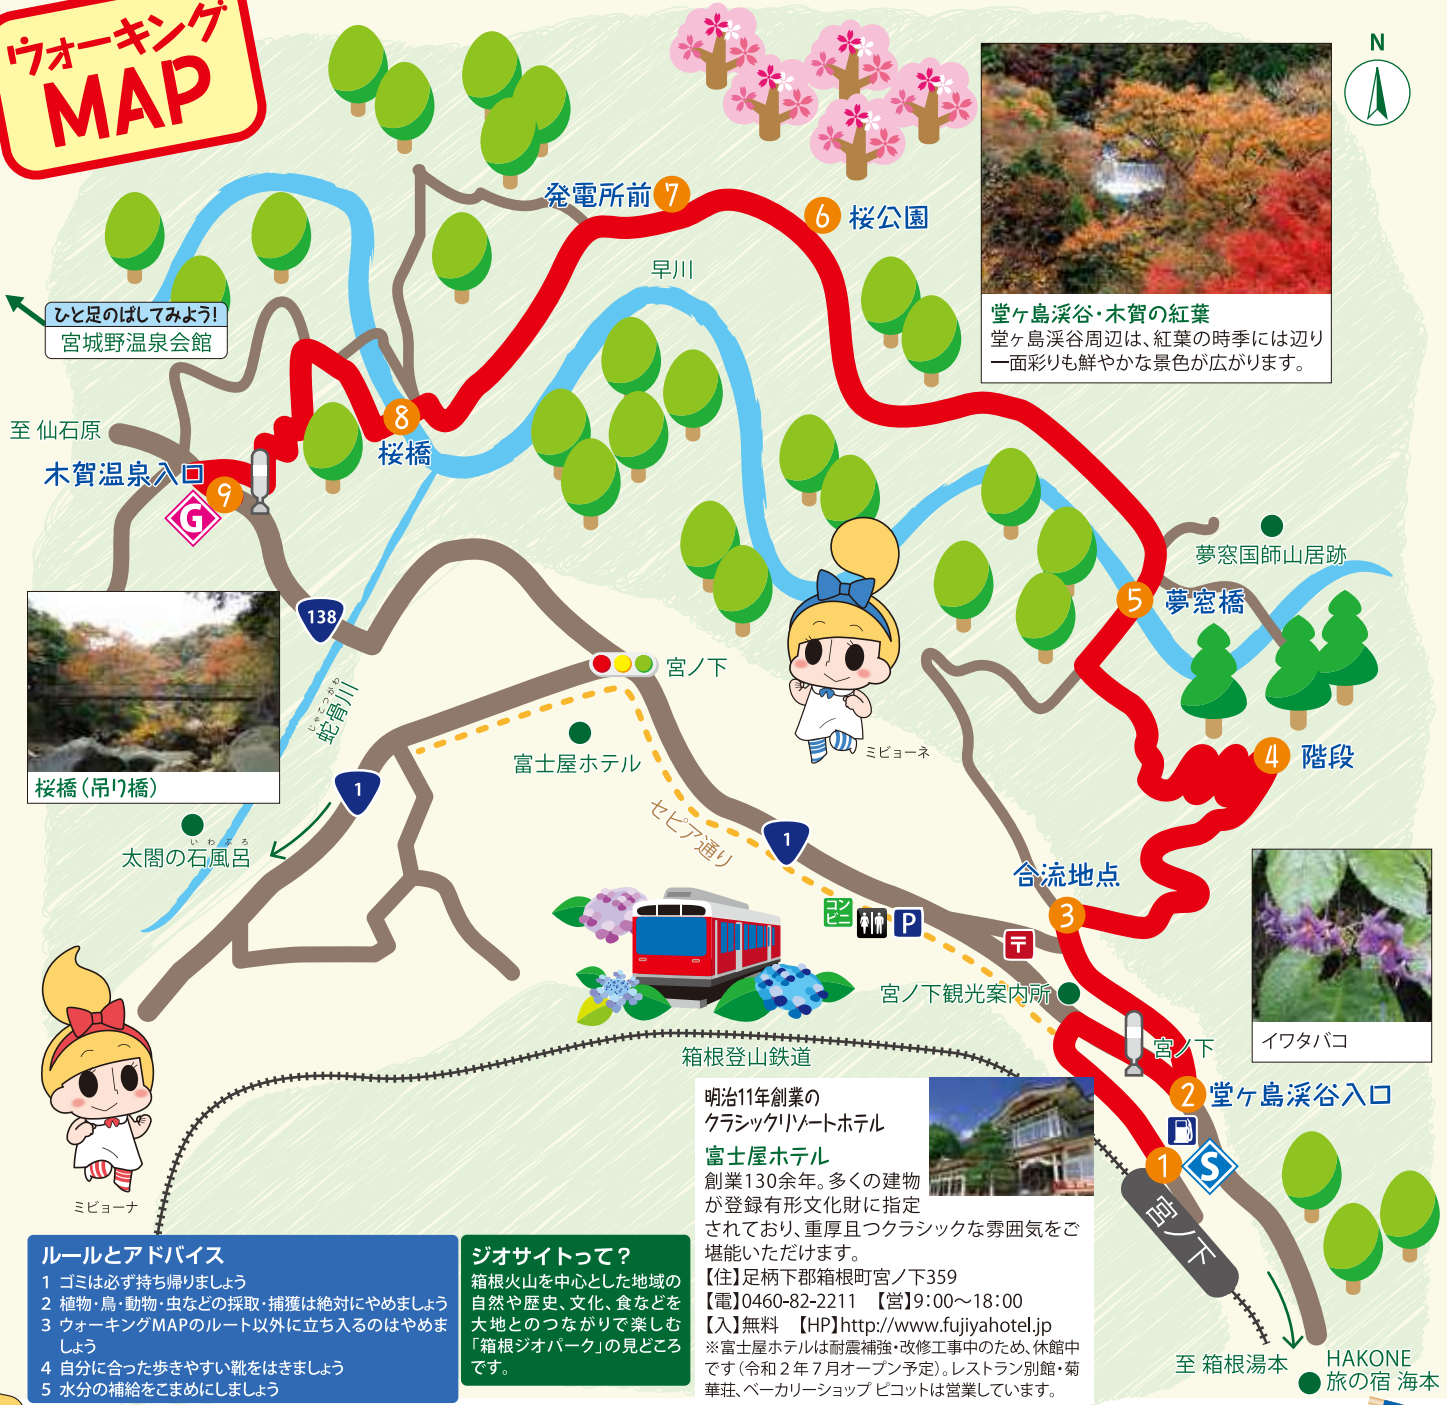 ウォーキング
MAP
N
発電所前 7
6 桜公園
早川
堂ヶ島渓谷・木賀の紅葉
堂ヶ島渓谷周辺は、紅葉の時季には辺り
一面彩りも鮮やかな景色が広がります。
ひと足のばしてみよう!
宮城野温泉会館
至 仙石原
8
桜橋
木賀温泉入口
9
G
夢窓国師山居跡
5 夢窓橋
138
宮ノ下
蛇骨川
じゃこつがわ
桜橋(吊り橋)
富士屋ホテル
ミビョーネ
4 階段
1
セピア通り
1
太閤の石風呂
いわぶろ
合流地点
3
コン
ビニ
P
〒
宮ノ下観光案内所
イワタバコ
宮ノ下
箱根登山鉄道
2 堂ヶ島渓谷入口
1
S
宮ノ下
ミビョーナ
明治11年創業の
クラシックリゾートホテル
富士屋ホテル
創業130余年。多くの建物
が登録有形文化財に指定
されており、重厚且つクラシックな雰囲気をご
堪能いただけます。
【住】足柄下郡箱根町宮ノ下359
【電】0460-82-2211 【営】9:00〜18:00
【入】無料 【HP】http://www.fujiyahotel.jp
※富士屋ホテルは耐震補強・改修工事中のため、休館中
です(令和2年7月オープン予定)。レストラン別館・菊
華荘、ベーカリーショップ ピコットは営業しています。
ルールとアドバイス
1 ゴミは必ず持ち帰りましょう
2 植物・鳥・動物・虫などの採取・捕獲は絶対にやめましょう
3 ウォーキングMAPのルート以外に立ち入るのはやめま
しょう
4 自分に合った歩きやすい靴をはきましょう
5 水分の補給をこまめにしましょう
ジオサイトって?
箱根火山を中心とした地域の
自然や歴史、文化、食などを
大地とのつながりで楽しむ
「箱根ジオパーク」の見どころ
です。
至 箱根湯本
HAKONE
旅の宿 海本